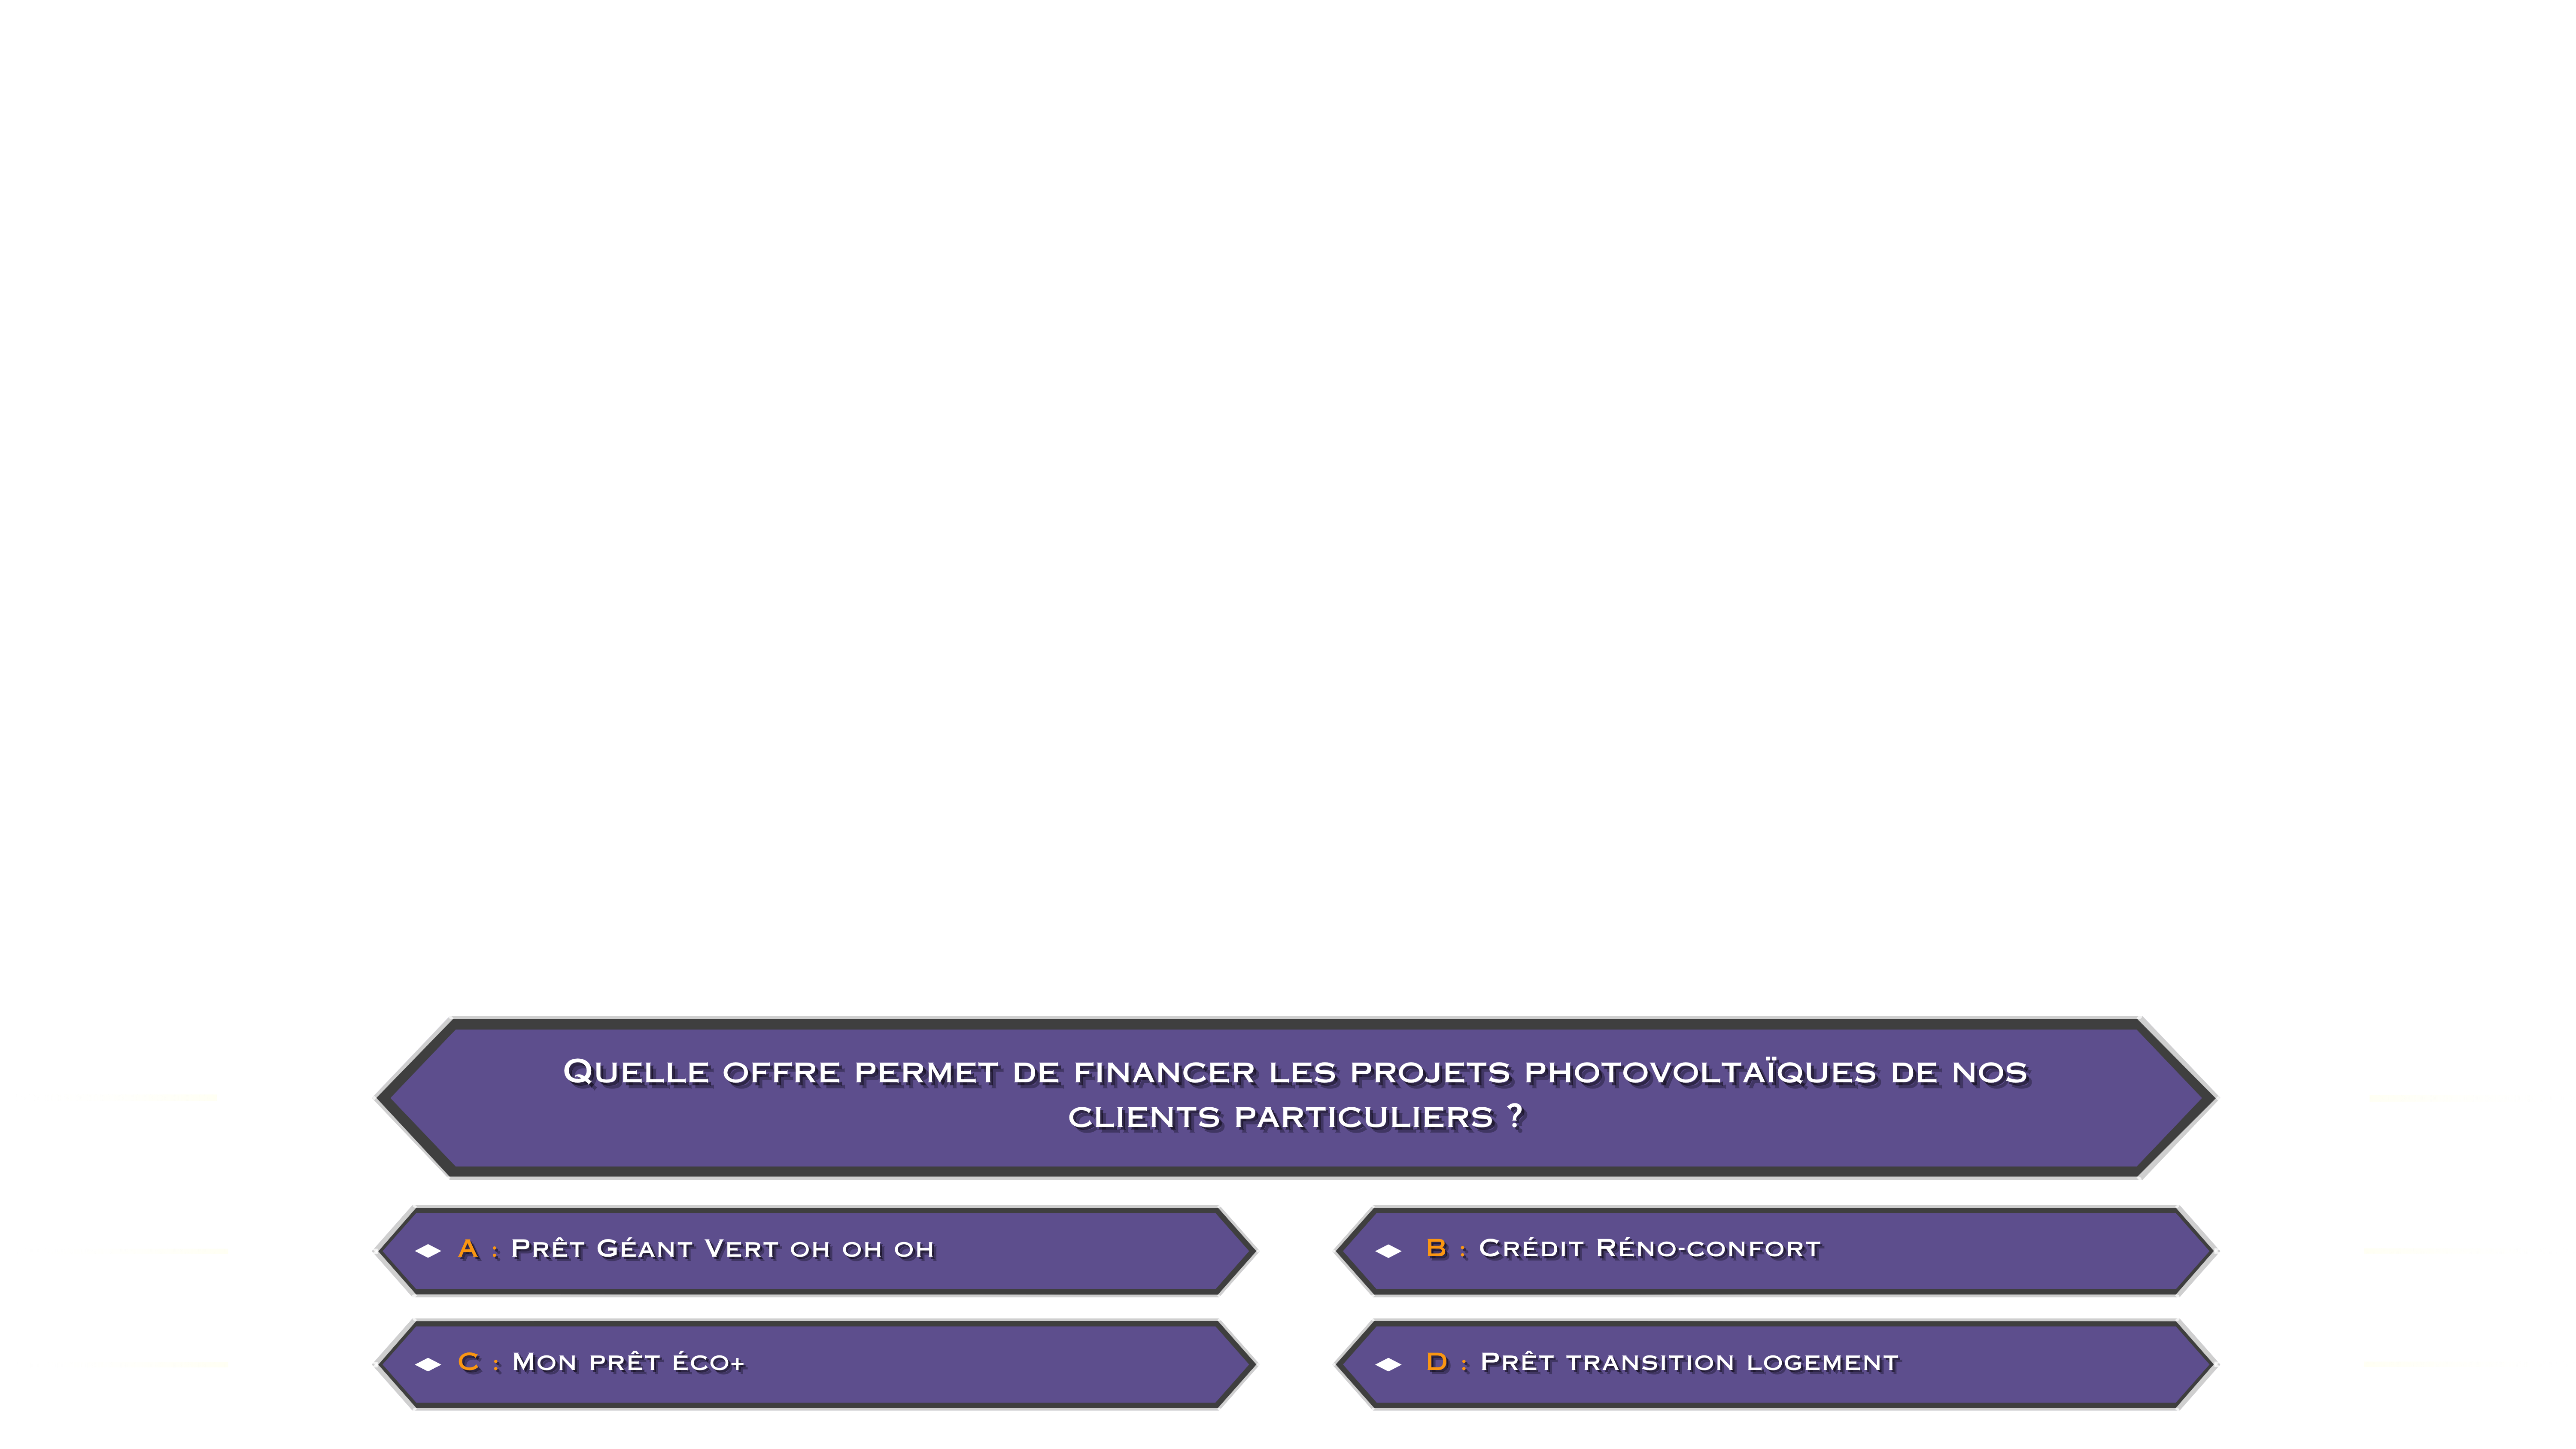 Quelle offre permet de financer les projets photovoltaïques de nos
clients particuliers ?
A : Prêt Géant Vert oh oh oh
B : Crédit Réno-confort
C : Mon prêt éco+
D : Prêt transition logement